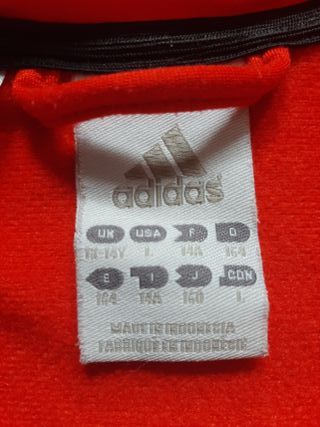 adidas
UK USA F D
13-14Y L 14A 164
E I J CDN
164 14A 160 L
MADE IN INDONESIA
FABRIQUE EN INDONESIE